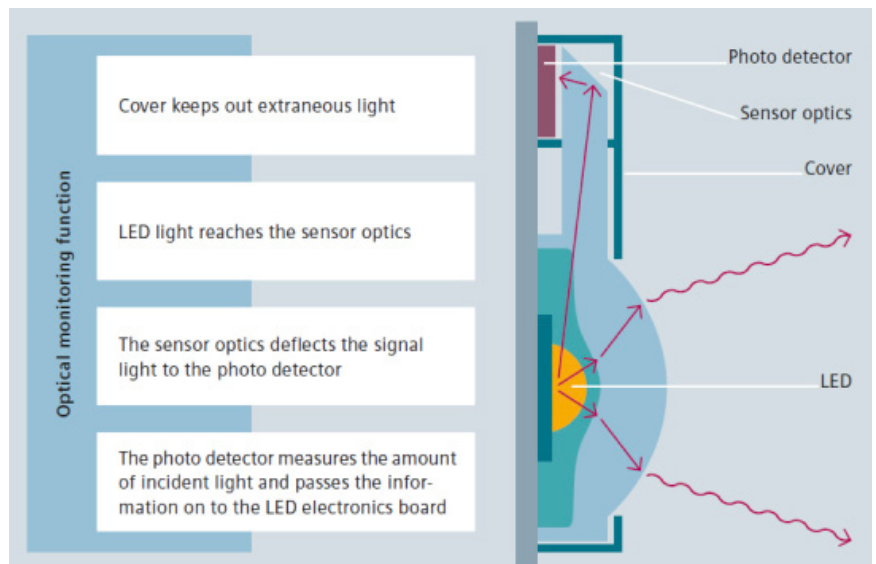 Optical monitoring function
Cover keeps out extraneous light
LED light reaches the sensor optics
The sensor optics deflects the signal
light to the photo detector
The photo detector measures the amount
of incident light and passes the infor-
mation on to the LED electronics board
Photo detector
Sensor optics
Cover
LED